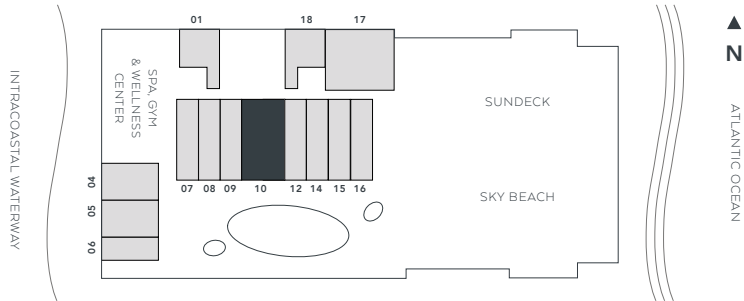 01
18
17
N
SPA, GYM
& WELLNESS
CENTER
INTRACOASTAL WATERWAY
SUNDECK
ATLANTIC OCEAN
04
05
06
07
08
09
10
12
14
15
16
SKY BEACH